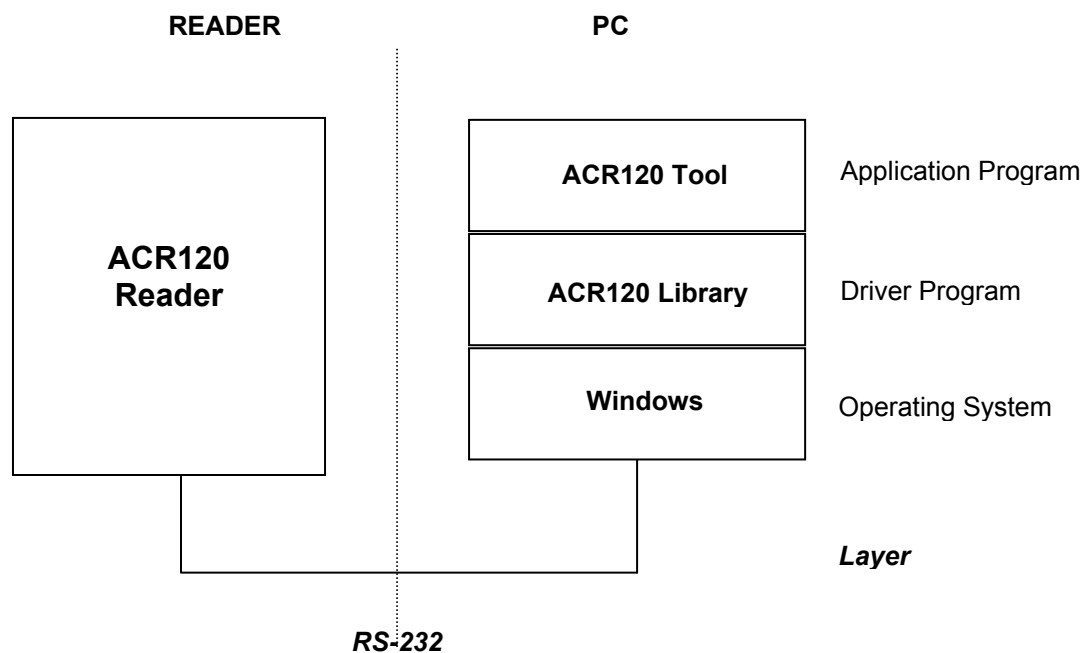 READER PC
ACR120 Tool Application Program
ACR120
Reader
ACR120 Library Driver Program
Windows Operating System
Layer
RS-232